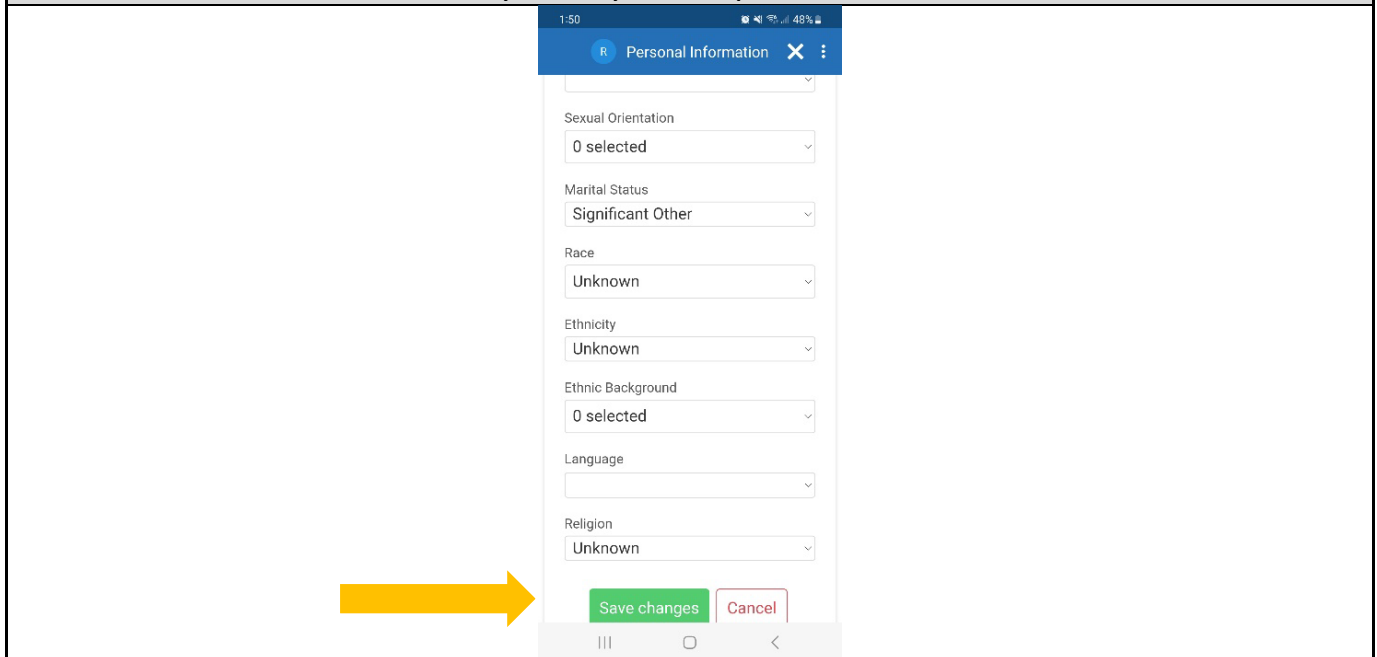 1:50 48%
R Personal Information
Sexual Orientation
0 selected
Marital Status
Significant Other
Race
Unknown
Ethnicity
Unknown
Ethnic Background
0 selected
Language
Religion
Unknown
Save changes Cancel